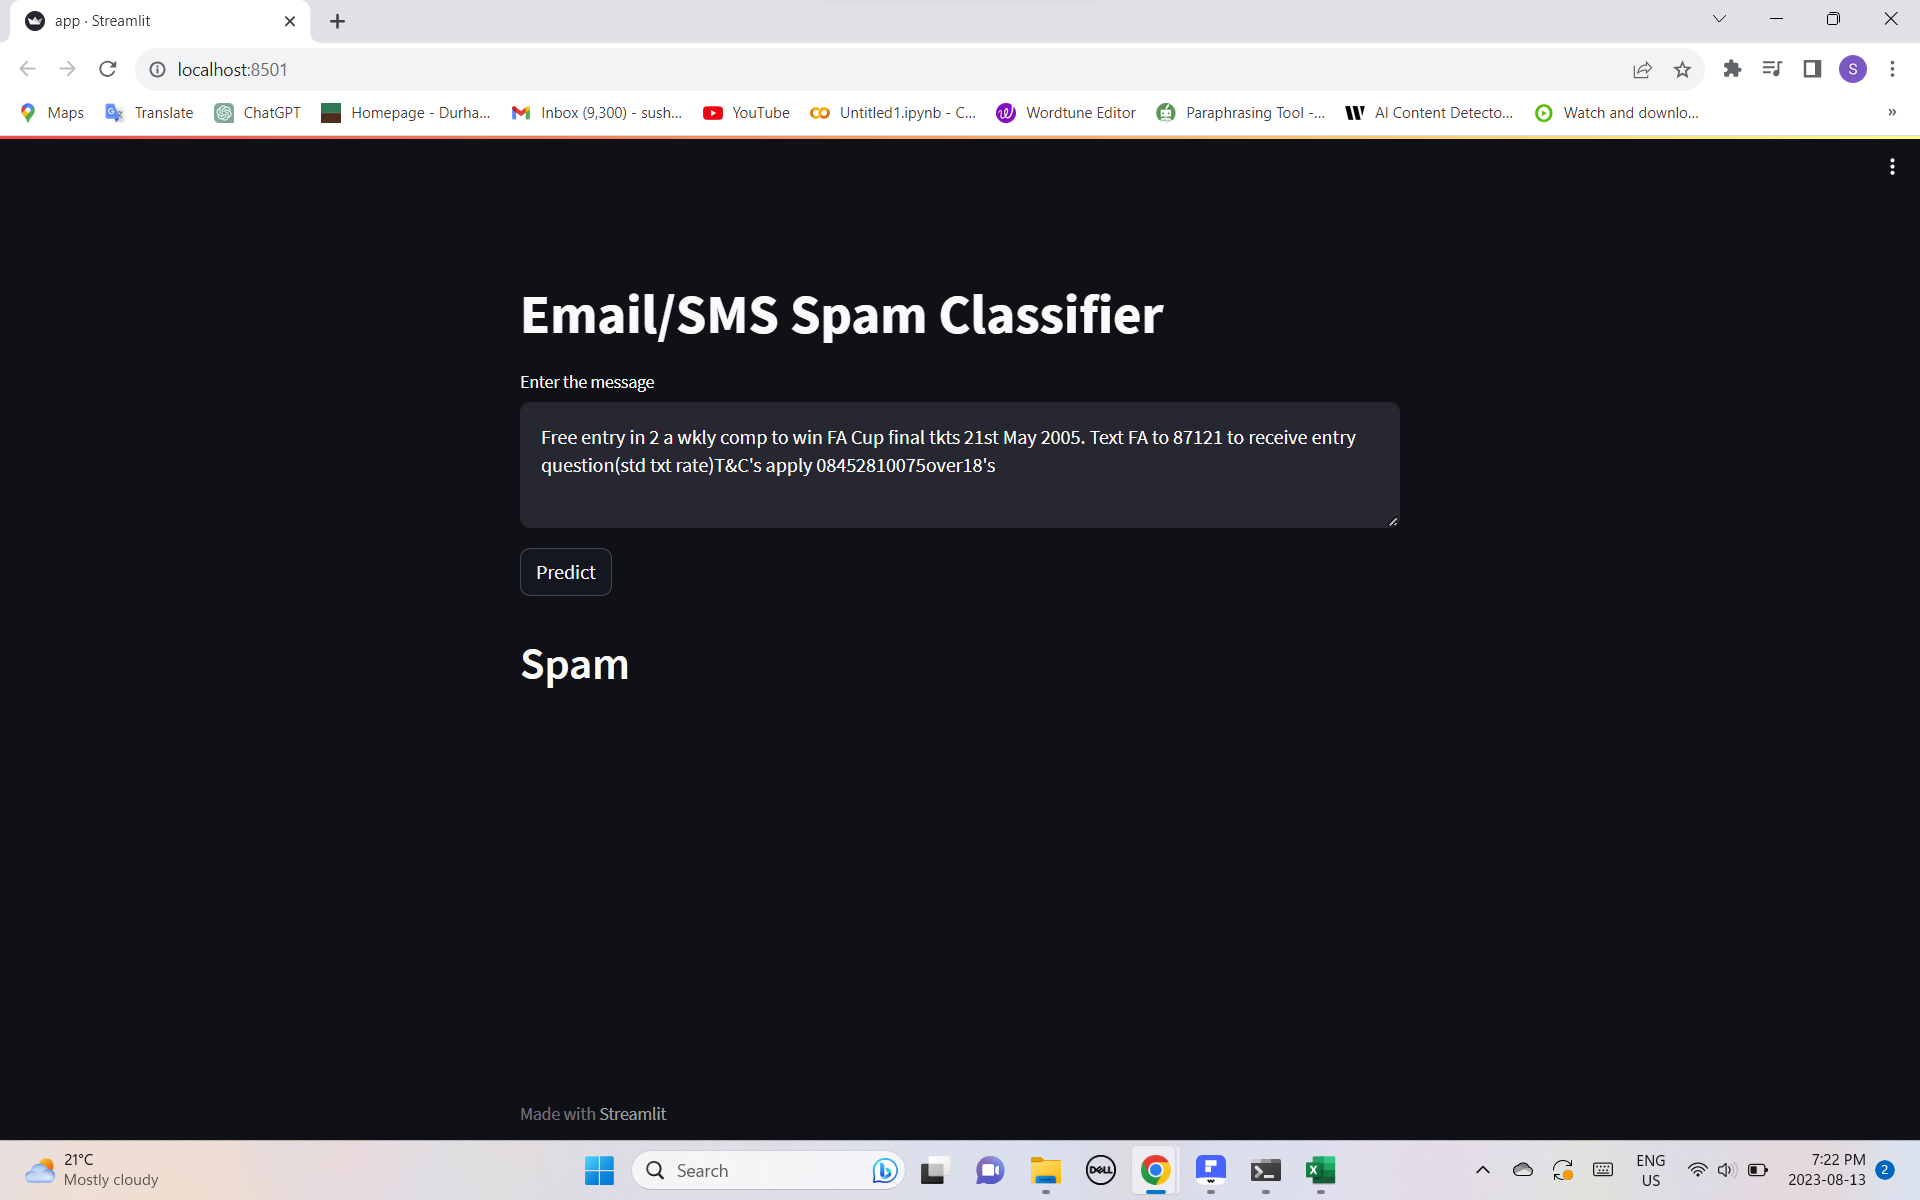 app · Streamlit
localhost:8501
S
Maps
Translate
ChatGPT
Homepage - Durha...
Inbox (9,300) - sush...
YouTube
Untitled1.ipynb - C...
Wordtune Editor
Paraphrasing Tool -...
AI Content Detecto...
Watch and downlo...
»
Email/SMS Spam Classifier
Enter the message
Free entry in 2 a wkly comp to win FA Cup final tkts 21st May 2005. Text FA to 87121 to receive entry
question(std txt rate)T&C's apply 08452810075over18's
Predict
Spam
Made with Streamlit
21°C
Mostly cloudy
Search
DELL
ENG
US
7:22 PM
2023-08-13
2